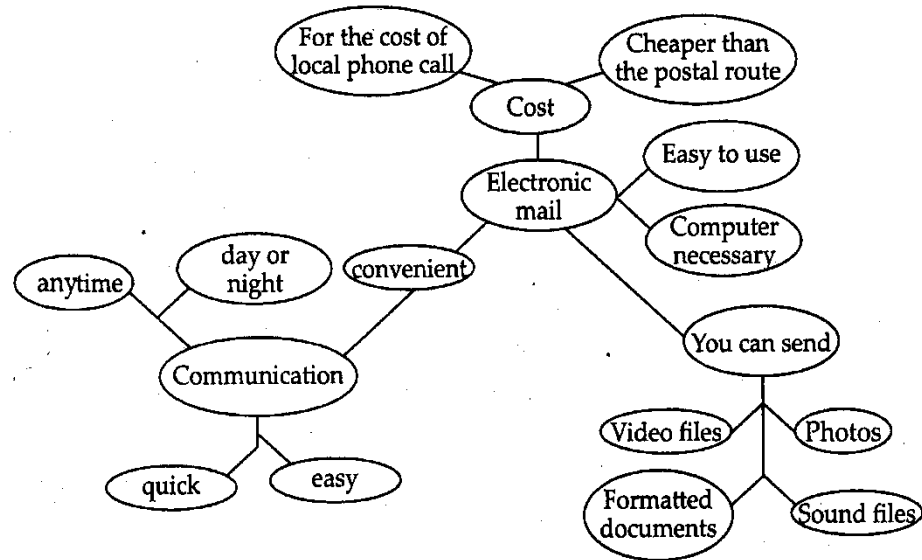 For the cost of
local phone call
Cheaper than
the postal route
Cost
Electronic
mail
Easy to use
Computer
necessary
convenient
day or
night
anytime
Communication
quick
easy
You can send
Video files
Photos
Formatted
documents
Sound files